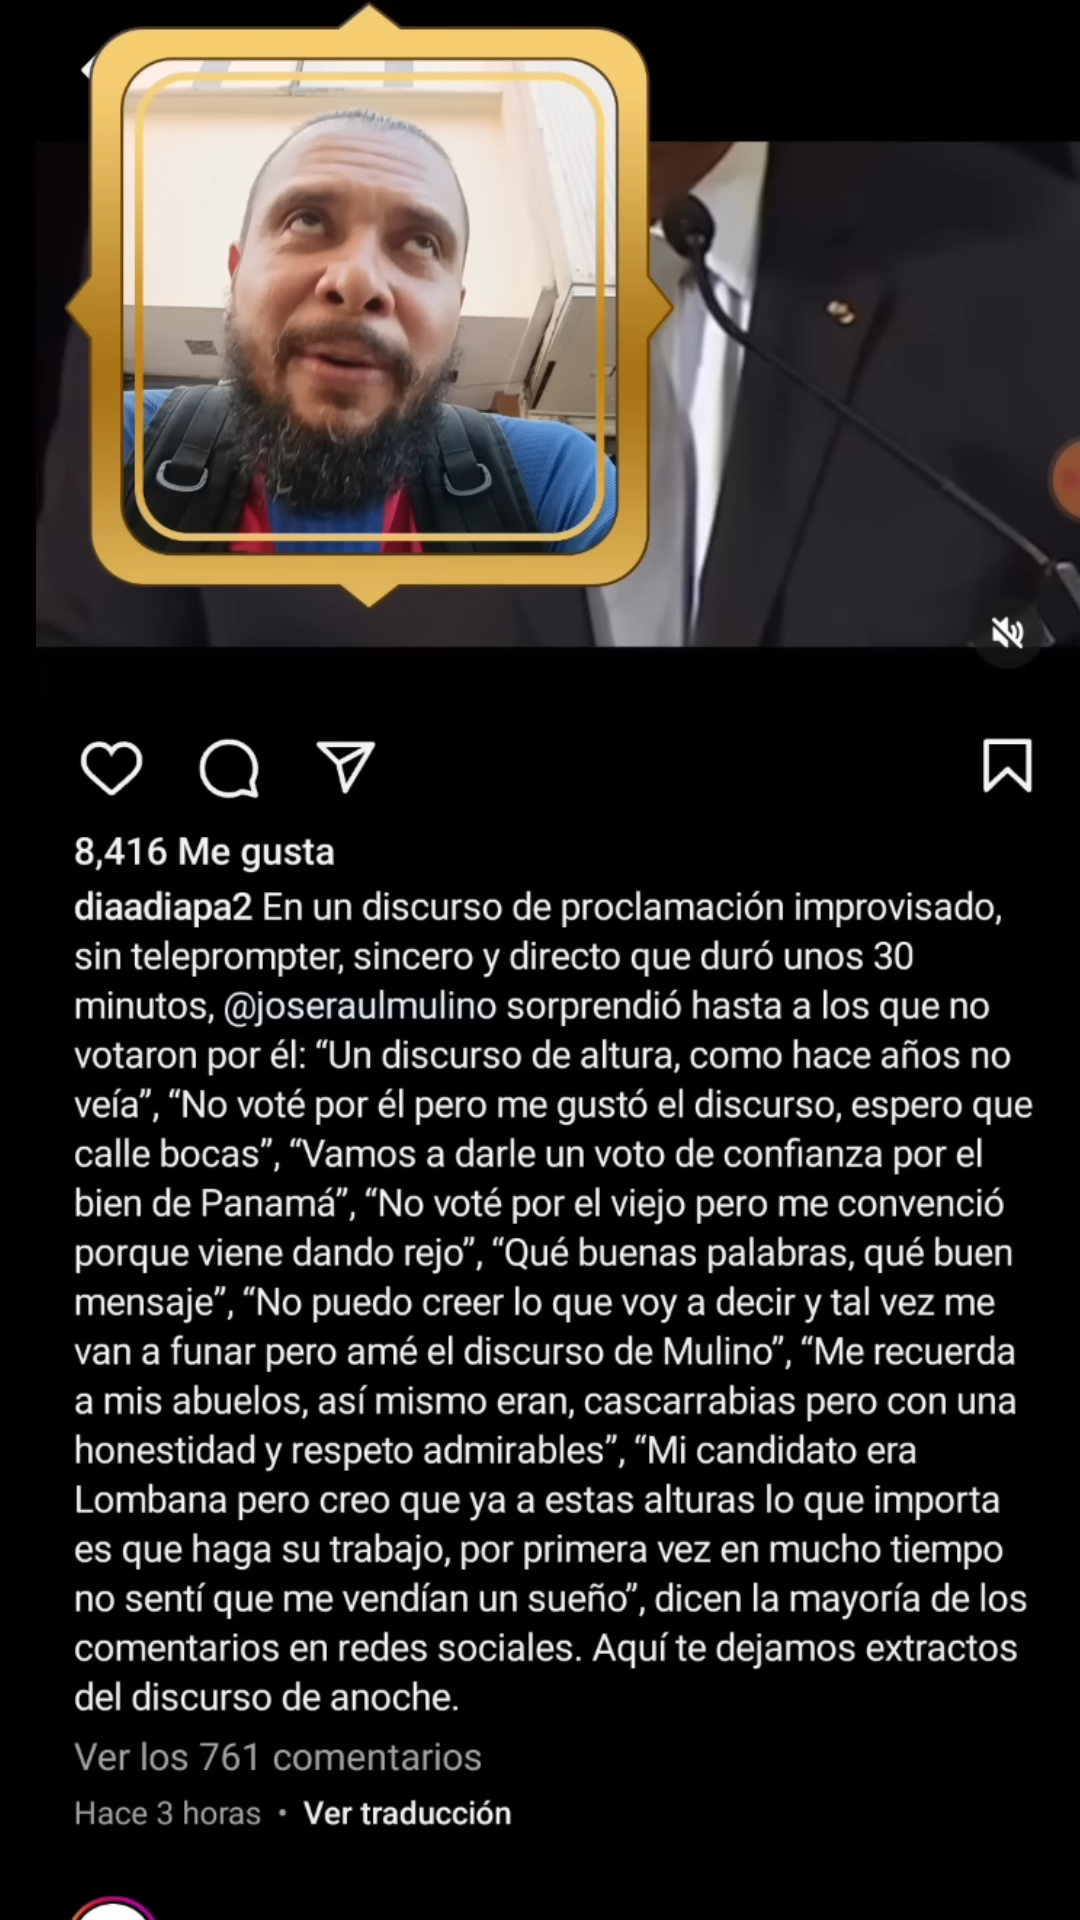 8,416 Me gusta
diaadiapa2 En un discurso de proclamación improvisado,
sin teleprompter, sincero y directo que duró unos 30
minutos, @joseraulmulino sorprendió hasta a los que no
votaron por él: “Un discurso de altura, como hace años no
veía”, “No voté por él pero me gustó el discurso, espero que
calle bocas”, “Vamos a darle un voto de confianza por el
bien de Panamá”, “No voté por el viejo pero me convenció
porque viene dando rejo”, “Qué buenas palabras, qué buen
mensaje”, “No puedo creer lo que voy a decir y tal vez me
van a funar pero amé el discurso de Mulino”, “Me recuerda
a mis abuelos, así mismo eran, cascarrabias pero con una
honestidad y respeto admirables”, “Mi candidato era
Lombana pero creo que ya a estas alturas lo que importa
es que haga su trabajo, por primera vez en mucho tiempo
no sentí que me vendían un sueño”, dicen la mayoría de los
comentarios en redes sociales. Aquí te dejamos extractos
del discurso de anoche.
Ver los 761 comentarios
Hace 3 horas • Ver traducción